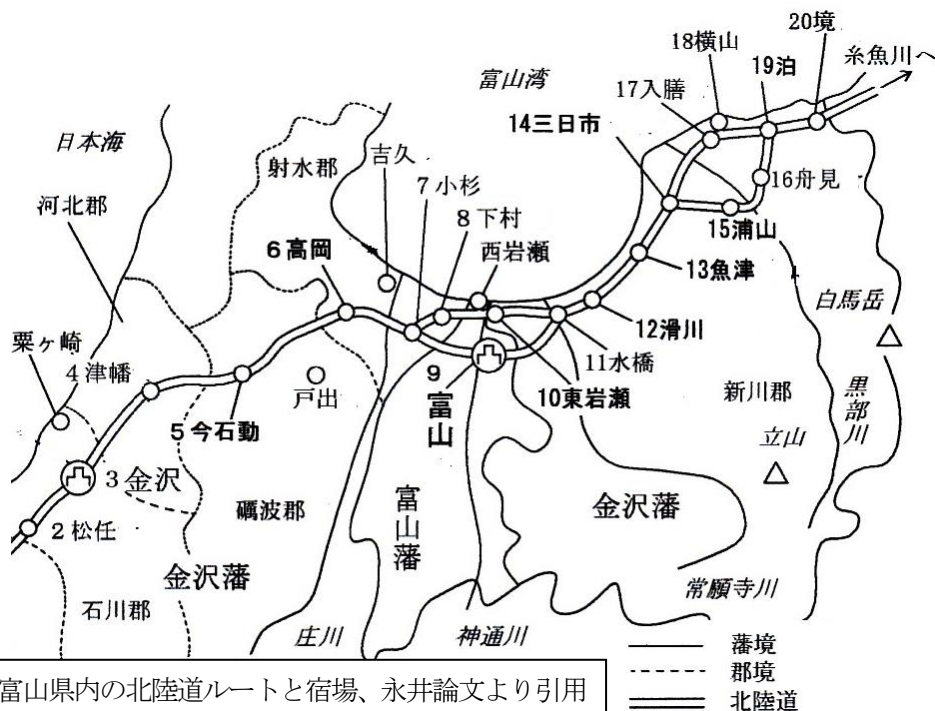 20境
18横山
糸魚川へ
19泊
富山湾
17入膳
14三日市
日本海
吉久
射水郡
7小杉
16舟見
河北郡
8下村
15浦山
6高岡
西岩瀬
13魚津
白馬岳
粟ヶ崎
12滑川
4津幡
11水橋
戸出
9富山
10東岩瀬
新川郡
黒部川
5今石動
立山
3金沢
礪波郡
富山藩
金沢藩
2松任
金沢藩
常願寺川
石川郡
庄川
神通川
藩境
郡境
北陸道
富山県内の北陸道ルートと宿場、永井論文より引用